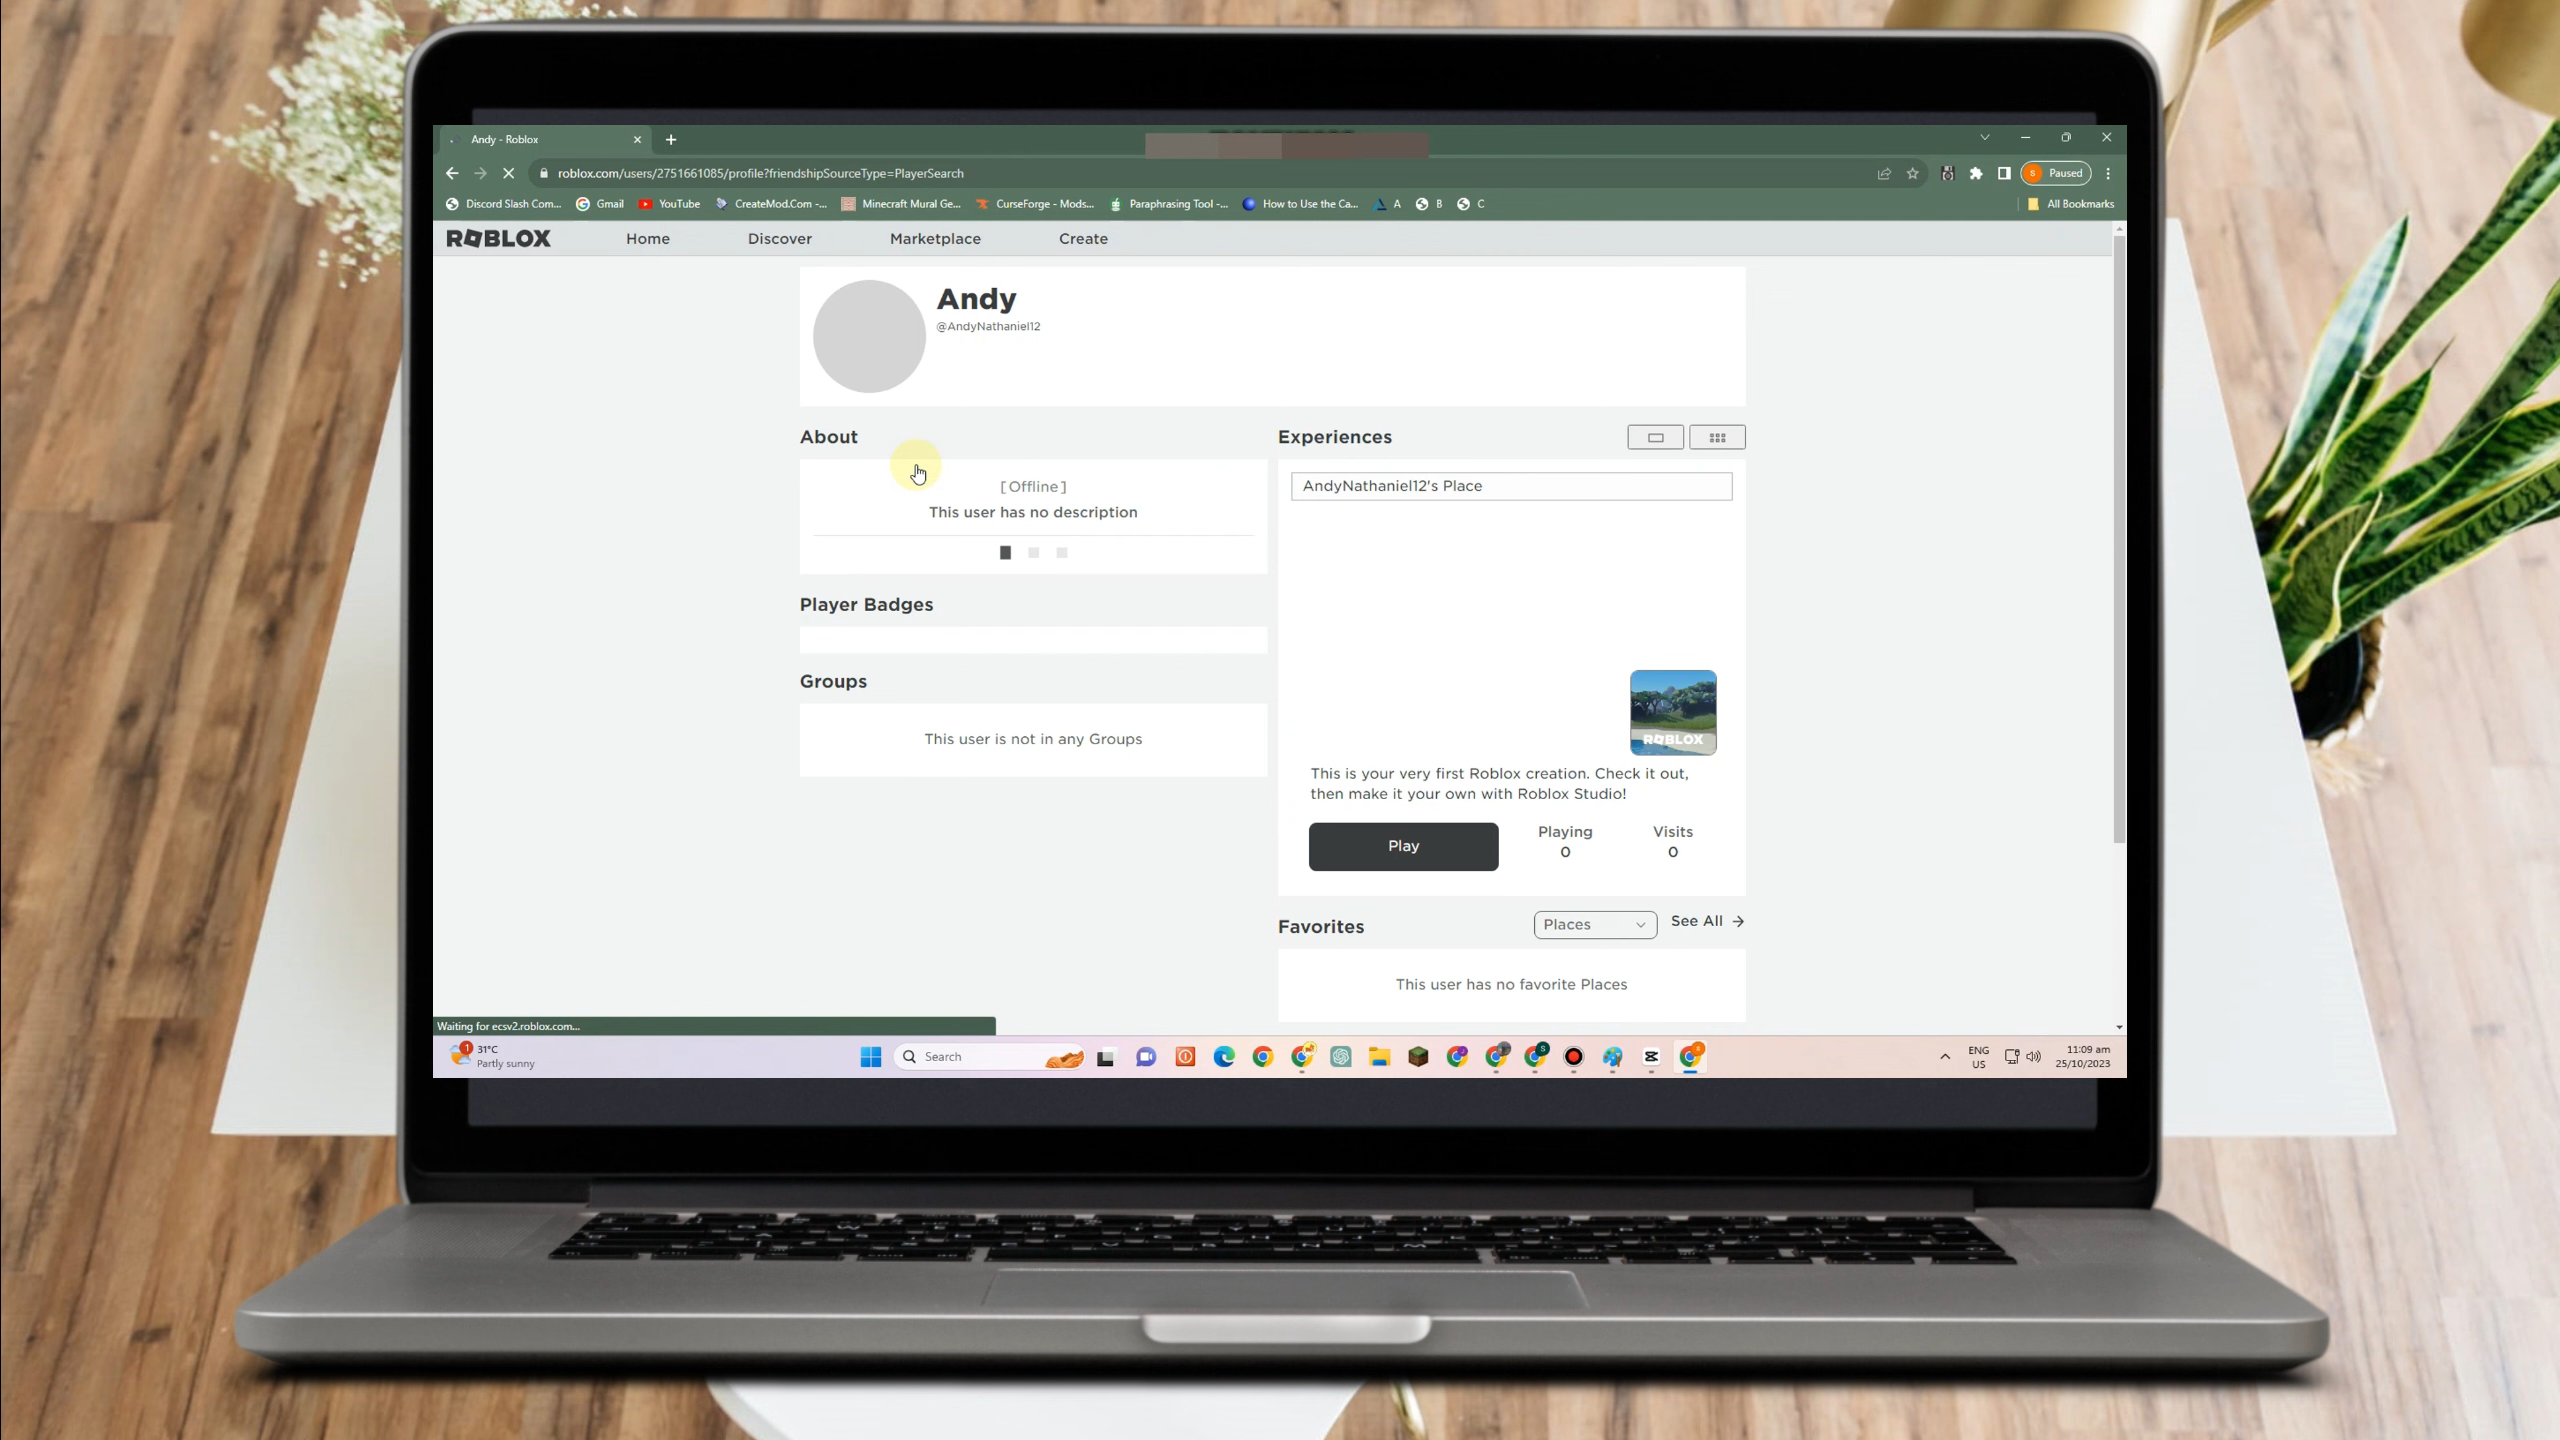 Andy - Roblox
roblox.com/users/2751661085/profile?friendshipSourceType=PlayerSearch
S Paused
Discord Slash Com... Gmail YouTube CreateMod.Com -... Minecraft Mural Ge... CurseForge - Mods... Paraphrasing Tool -... How to Use the Ca... A B C All Bookmarks
ROBLOX Home Discover Marketplace Create
Andy
@AndyNathaniel12
About
[ Offline ]
This user has no description
Player Badges
Groups
This user is not in any Groups
Experiences
AndyNathaniel12's Place
ROBLOX
This is your very first Roblox creation. Check it out,
then make it your own with Roblox Studio!
Play
Playing
0
Visits
0
Favorites
Places
See All
This user has no favorite Places
Waiting for ecsv2.roblox.com...
1
31°C
Partly sunny
Search
ENG
US
11:09 am
25/10/2023